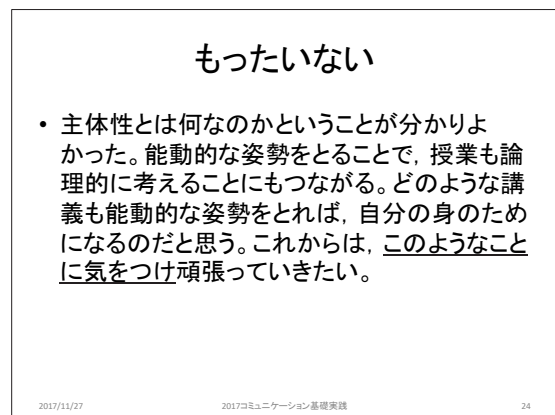 もったいない
• 主体性とは何なのかということが分かりよ
かった。能動的な姿勢をとることで，授業も論
理的に考えることにもつながる。どのような講
義も能動的な姿勢をとれば，自分の身のため
になるのだと思う。これからは，このようなこと
に気をつけ頑張っていきたい。
2017/11/27
2017コミュニケーション基礎実践
24